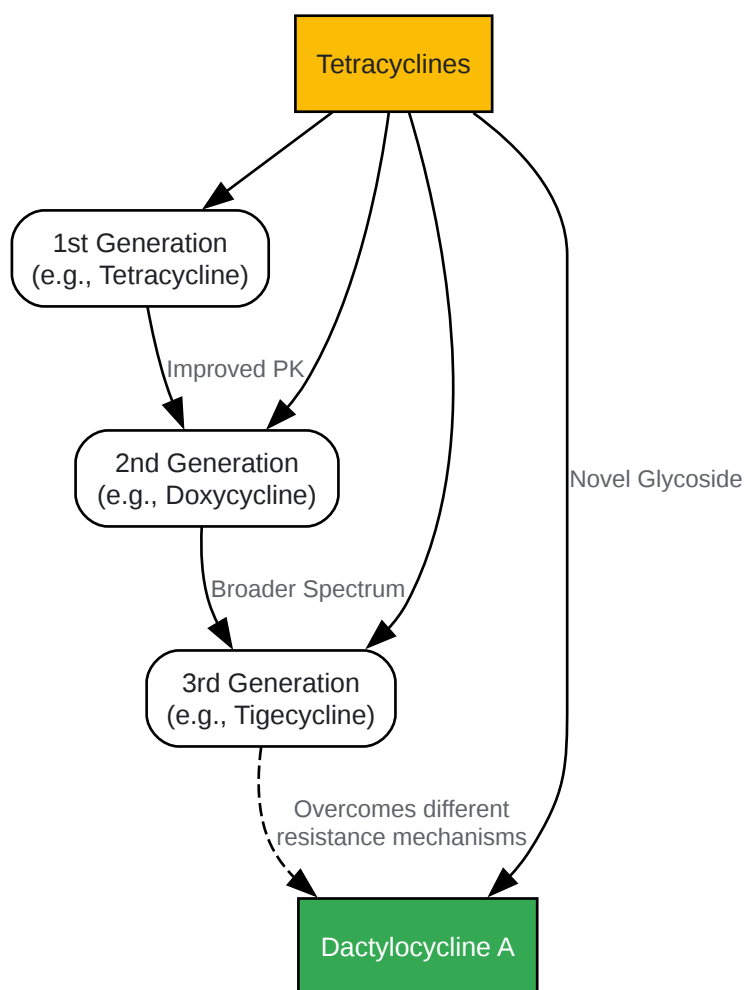 Tetracyclines
1st Generation
(e.g., Tetracycline)
Improved PK
2nd Generation
(e.g., Doxycycline)
Novel Glycoside
Broader Spectrum
3rd Generation
(e.g., Tigecycline)
Overcomes different
resistance mechanisms
Dactylocycline A